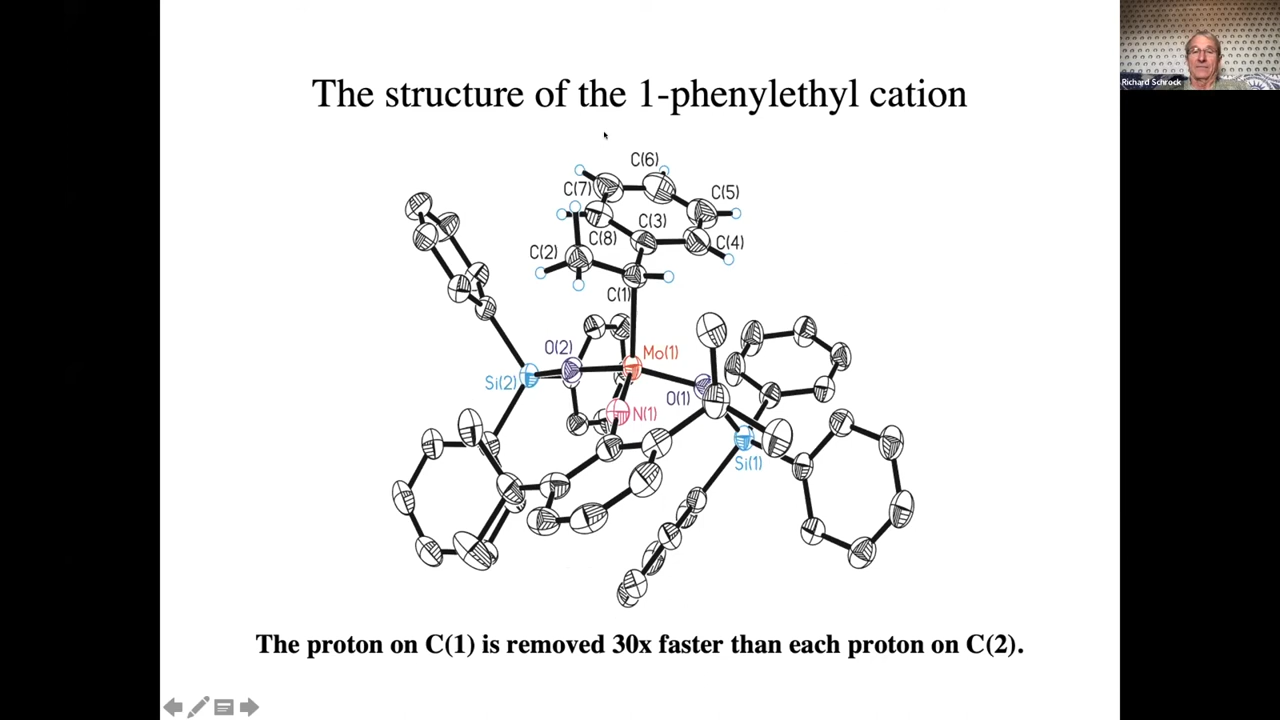 Richard Schrock
The structure of the 1-phenylethyl cation
C(6)
C(7)
C(5)
C(3)
C(8)
C(4)
C(2)
C(1)
O(2)
Mo(1)
Si(2)
O(1)
N(1)
Si(1)
The proton on C(1) is removed 30x faster than each proton on C(2).